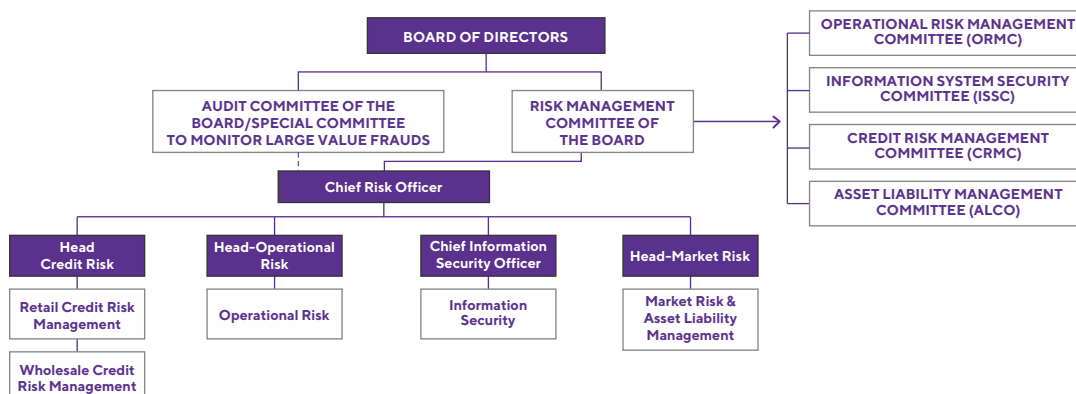 BOARD OF DIRECTORS
AUDIT COMMITTEE OF THE
BOARD/SPECIAL COMMITTEE
TO MONITOR LARGE VALUE FRAUDS
RISK MANAGEMENT
COMMITTEE OF
THE BOARD
OPERATIONAL RISK MANAGEMENT
COMMITTEE (ORMC)
INFORMATION SYSTEM SECURITY
COMMITTEE (ISSC)
CREDIT RISK MANAGEMENT
COMMITTEE (CRMC)
ASSET LIABILITY MANAGEMENT
COMMITTEE (ALCO)
Chief Risk Officer
Head
Credit Risk
Retail Credit Risk
Management
Wholesale Credit
Risk Management
Head-Operational
Risk
Operational Risk
Chief Information
Security Officer
Information
Security
Head-Market Risk
Market Risk &
Asset Liability
Management